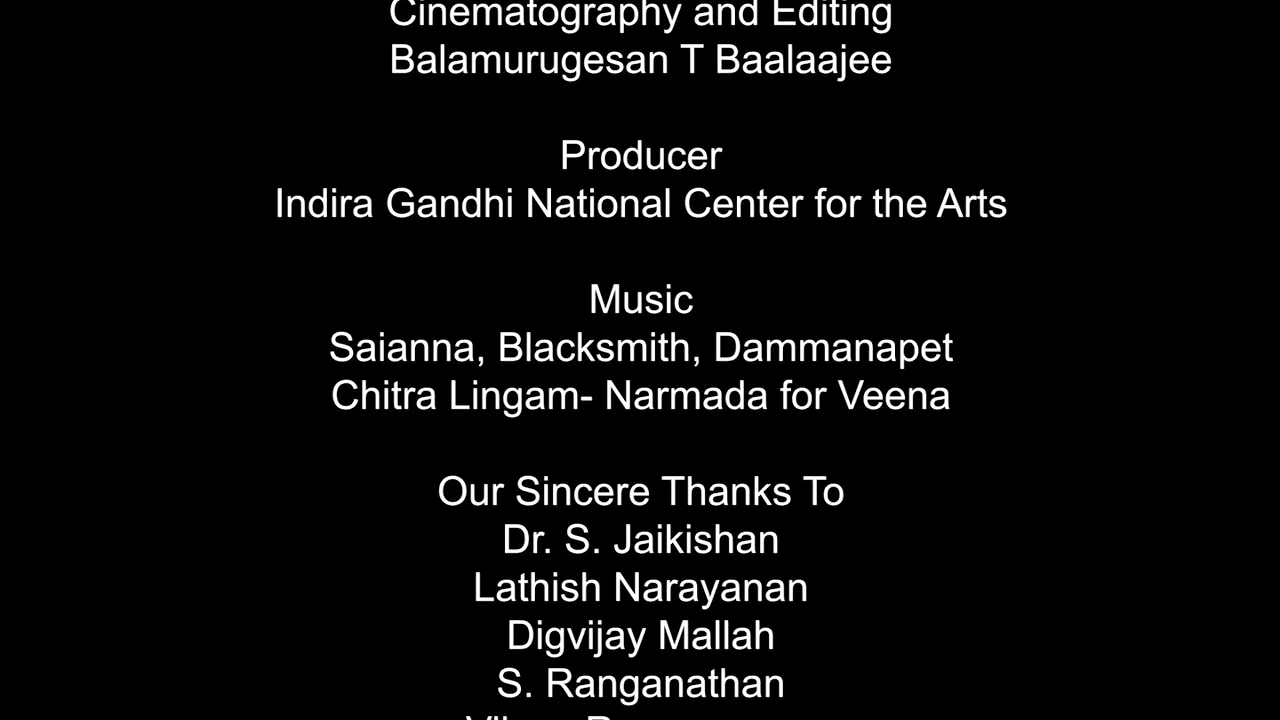 Cinematography and Editing
Balamurugesan T Baalaajee
Producer
Indira Gandhi National Center for the Arts
Music
Saianna, Blacksmith, Dammanapet
Chitra Lingam- Narmada for Veena
Our Sincere Thanks To
Dr. S. Jaikishan
Lathish Narayanan
Digvijay Mallah
S. Ranganathan